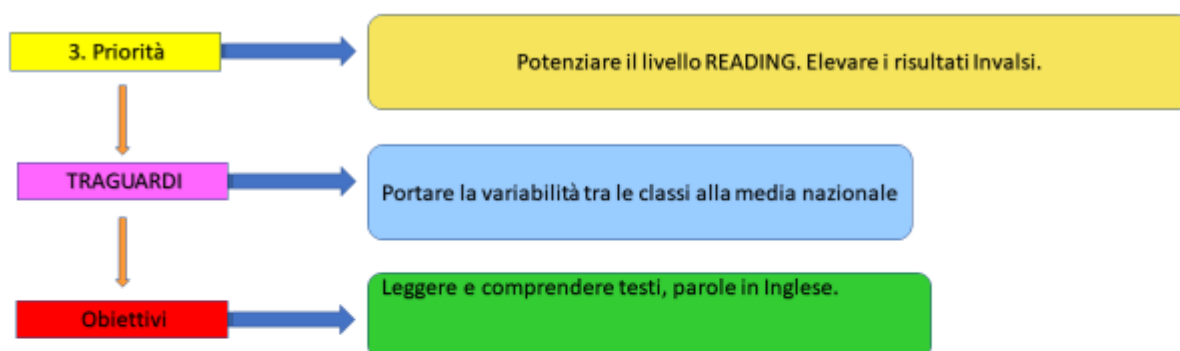 3. Priorità
Potenziare il livello READING. Elevare i risultati Invalsi.
TRAGUARDI
Portare la variabilità tra le classi alla media nazionale
Obiettivi
Leggere e comprendere testi, parole in Inglese.